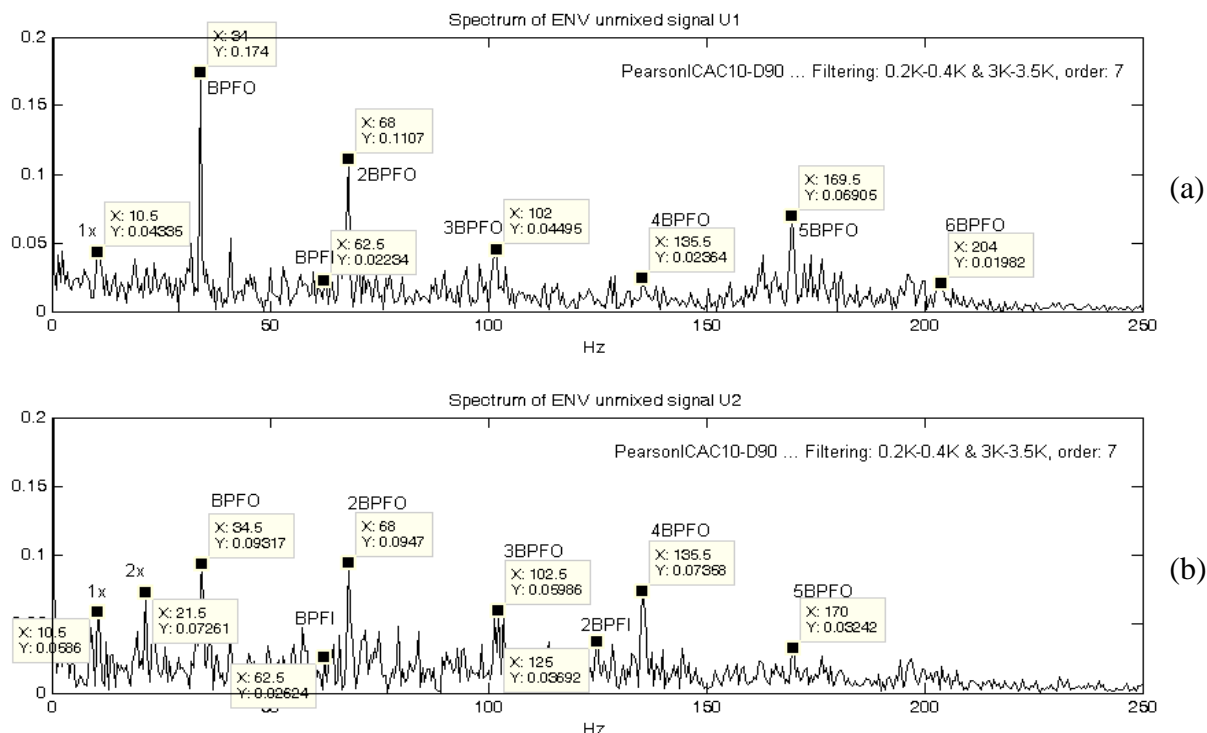 Spectrum of ENV unmixed signal U1
0.2
0.15
0.1
0.05
0
X: 34
Y: 0.174
BPFO
PearsonICAC10-D90 ... Filtering: 0.2K-0.4K & 3K-3.5K, order: 7
X: 68
Y: 0.1107
2BPFO
1x
X: 10.5
Y: 0.04335
BPFI
X: 62.5
Y: 0.02234
3BPFO
X: 102
Y: 0.04495
4BPFO
X: 135.5
Y: 0.02364
X: 169.5
Y: 0.06905
5BPFO
6BPFO
X: 204
Y: 0.01982
0 50 100 150 200 250
Hz
(a)
Spectrum of ENV unmixed signal U2
0.2
0.15
0.1
0
PearsonICAC10-D90 ... Filtering: 0.2K-0.4K & 3K-3.5K, order: 7
1x
X: 10.5
Y: 0.0586
2x
X: 21.5
Y: 0.07261
BPFO
X: 34.5
Y: 0.09317
BPFI
X: 62.5
Y: 0.02624
2BPFO
X: 68
Y: 0.0947
3BPFO
X: 102.5
Y: 0.05986
2BPFI
X: 125
Y: 0.03692
4BPFO
X: 135.5
Y: 0.07358
5BPFO
X: 170
Y: 0.03242
0 50 100 150 200 250
Hz
(b)